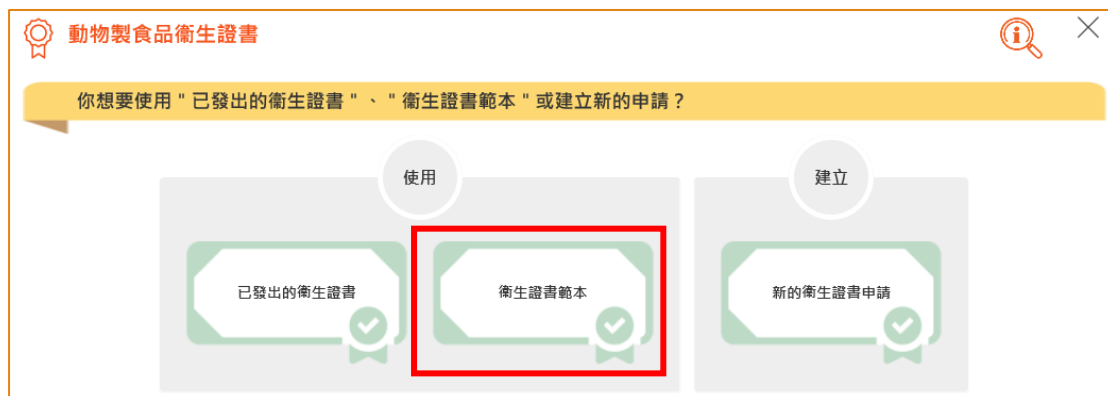 動物製食品衞生證書
你想要使用 " 已發出的衞生證書 " 、 " 衞生證書範本 " 或建立新的申請？
使用
建立
已發出的衞生證書
衞生證書範本
新的衞生證書申請